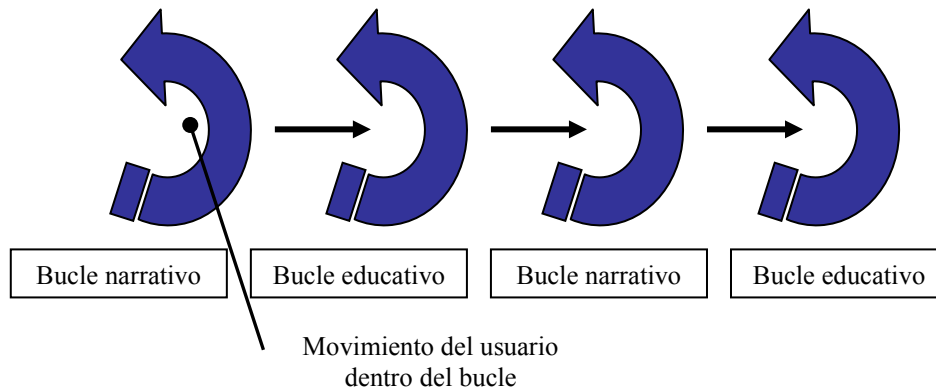 Bucle narrativo
Bucle educativo
Bucle narrativo
Bucle educativo
Movimiento del usuario
dentro del bucle